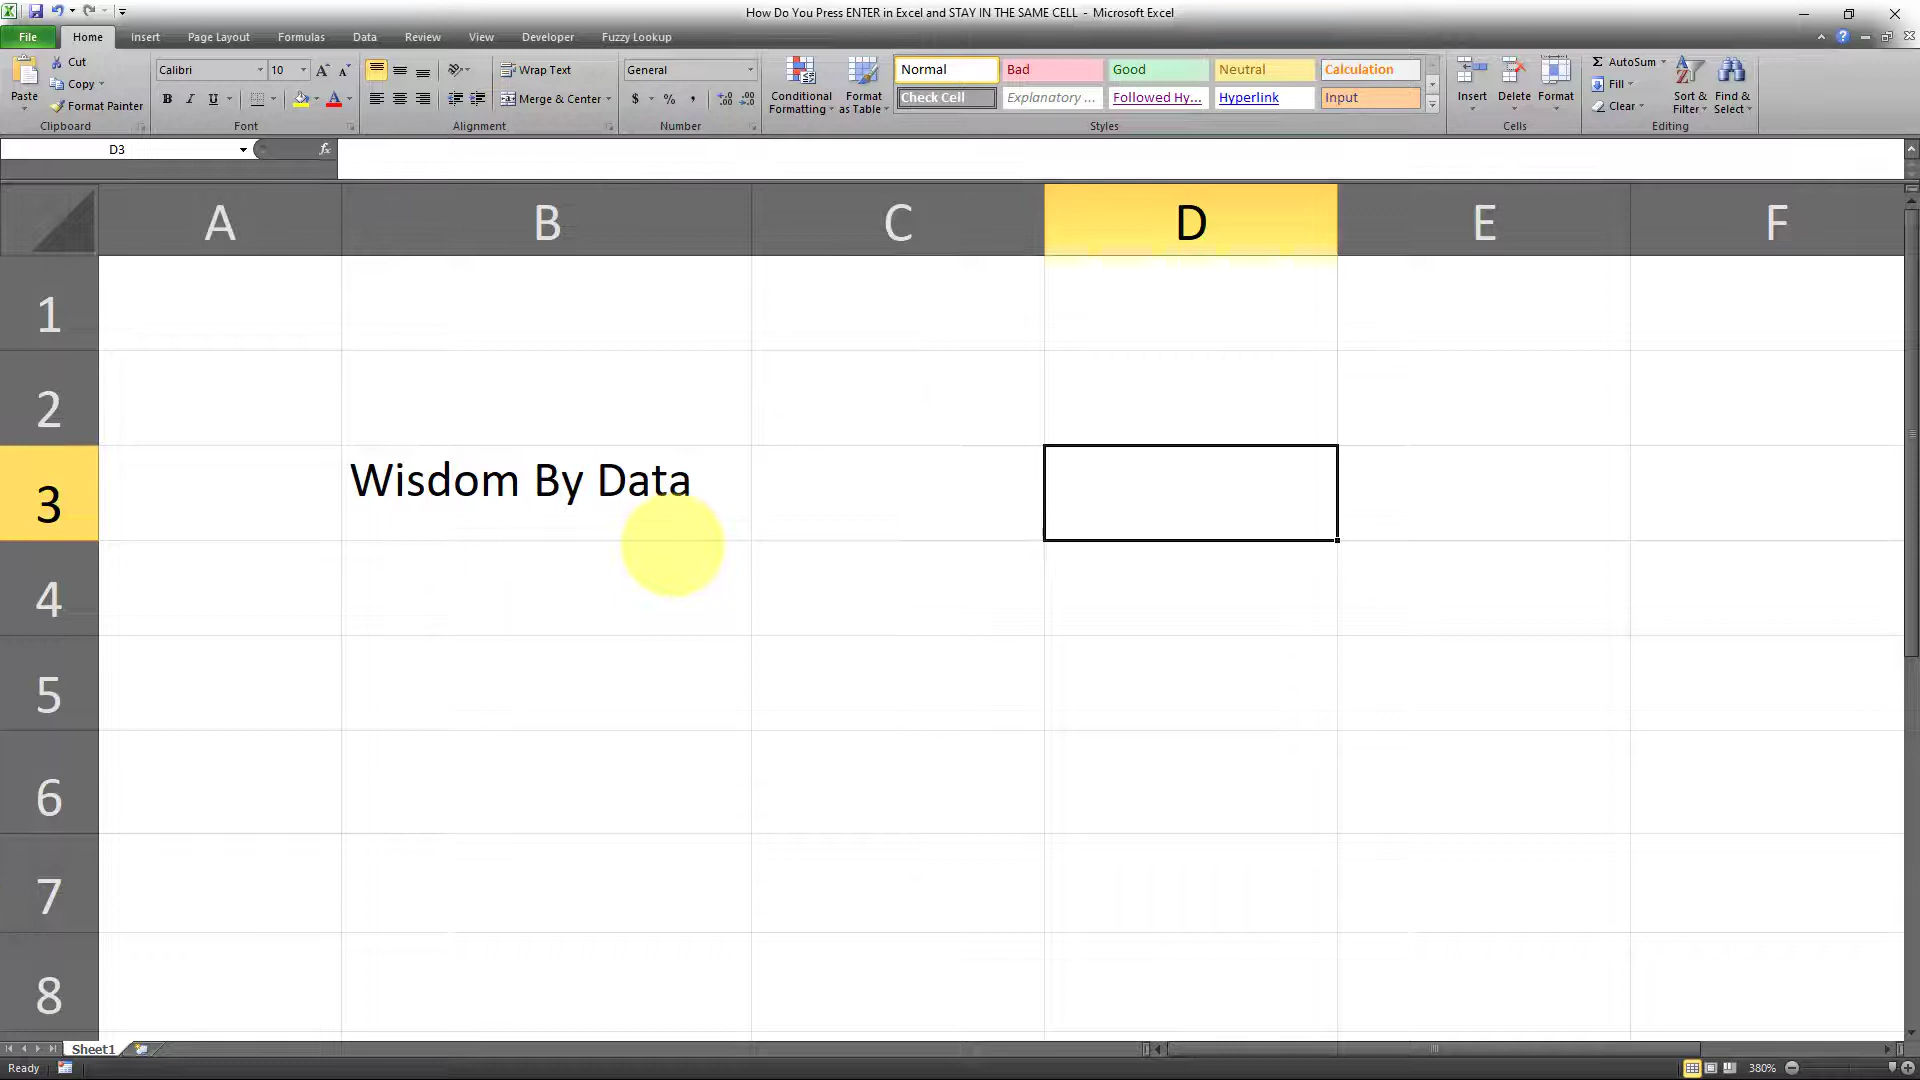 How Do You Press ENTER in Excel and STAY IN THE SAME CELL - Microsoft Excel
File Home Insert Page Layout Formulas Data Review View Developer Fuzzy Lookup
Paste
Cut
Copy
Format Painter
Clipboard
Calibri 10
B I U
Font
Wrap Text
Merge & Center
Alignment
General
$ % ,
Number
Conditional Formatting
Format as Table
Normal Bad Good Neutral Calculation
Check Cell Explanatory ... Followed Hy... Hyperlink Input
Styles
Insert Delete Format
Cells
Σ AutoSum
Fill
Clear
Sort & Filter
Find & Select
Editing
D3 fx
A B C D E F
1
2
3 Wisdom By Data
4
5
6
7
8
Sheet1
Ready 380%